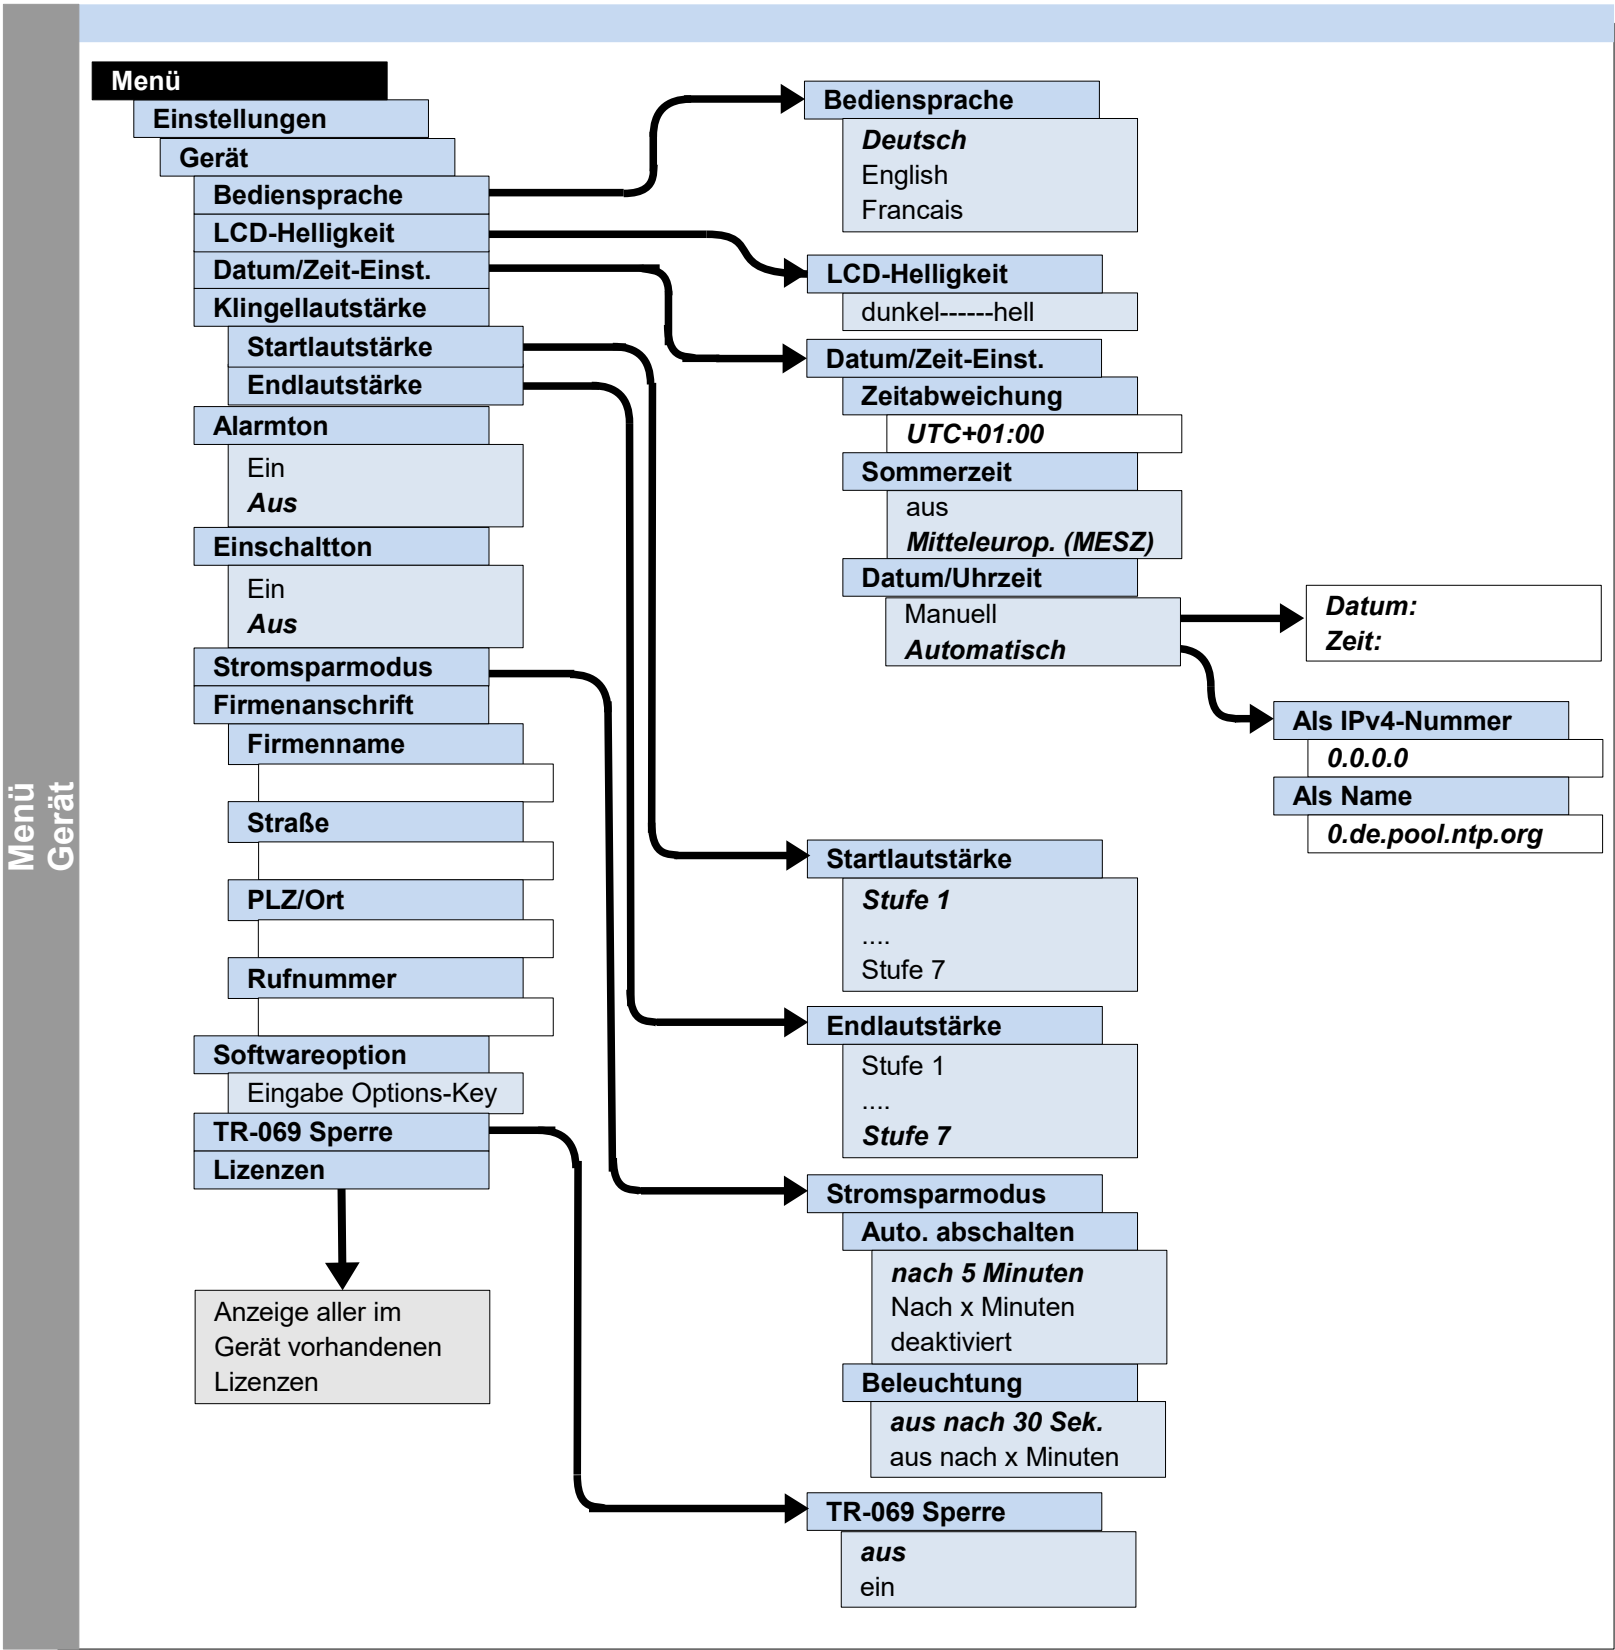 Menü
Gerät
Menü
Einstellungen
Gerät
Bediensprache
LCD-Helligkeit
Datum/Zeit-Einst.
Klingellautstärke
Startlautstärke
Endlautstärke
Alarmton
Ein
Aus
Einschaltton
Ein
Aus
Stromsparmodus
Firmenanschrift
Firmenname
Straße
PLZ/Ort
Rufnummer
Softwareoption
Eingabe Options-Key
TR-069 Sperre
Lizenzen
Anzeige aller im
Gerät vorhandenen
Lizenzen
Bediensprache
Deutsch
English
Francais
LCD-Helligkeit
dunkel------hell
Datum/Zeit-Einst.
Zeitabweichung
UTC+01:00
Sommerzeit
aus
Mitteleurop. (MESZ)
Datum/Uhrzeit
Manuell
Automatisch
Datum:
Zeit:
Als IPv4-Nummer
0.0.0.0
Als Name
0.de.pool.ntp.org
Startlautstärke
Stufe 1
....
Stufe 7
Endlautstärke
Stufe 1
....
Stufe 7
Stromsparmodus
Auto. abschalten
nach 5 Minuten
Nach x Minuten
deaktiviert
Beleuchtung
aus nach 30 Sek.
aus nach x Minuten
TR-069 Sperre
aus
ein